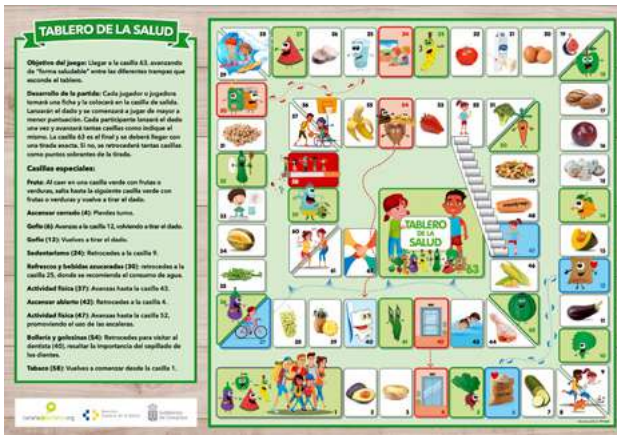 TABLERO DE LA SALUD
Objetivo del juego: Llegar a la casilla 63, avanzando
de "forma saludable" entre las diferentes trampas que
esconde el tablero.
Desarrollo de la partida: Cada jugador o jugadora
tomará una ficha y la colocará en la casilla de salida.
Lanzarán el dado y se comenzará a jugar de mayor a
menor puntuación. Cada participante lanzará el dado
una vez y avanzará tantas casillas como indique el
mismo. La casilla 63 es el final y se deberá llegar con
una tirada exacta. Si no, se retrocederá tantas casillas
como puntos sobrantes de la tirada.
Casillas especiales:
Fruta: Al caer en una casilla verde con frutas o
verduras, salta hasta la siguiente casilla verde con
frutas o verduras y vuelve a tirar el dado.
Ascensor cerrado (4): Pierdes turno.
Gofio (6): Avanzas a la casilla 12, volviendo a tirar el dado.
Gofio (12): Vuelves a tirar el dado.
Sedentarismo (24): Retrocedes a la casilla 9.
Refrescos y bebidas azucaradas (30): retrocedes a la
casilla 25, donde se recomienda el consumo de agua.
Actividad física (37): Avanzas hasta la casilla 43.
Ascensor abierto (42): Retrocedes a la casilla 4.
Actividad física (47): Avanzas hasta la casilla 52,
promoviendo el uso de las escaleras.
Bollería y golosinas (54): Retrocedes para visitar al
dentista (40), resaltar la importancia del cepillado de
los dientes.
Tabaco (58): Vuelves a comenzar desde la casilla 1.
TABLERO
DE LA
SALUD
63